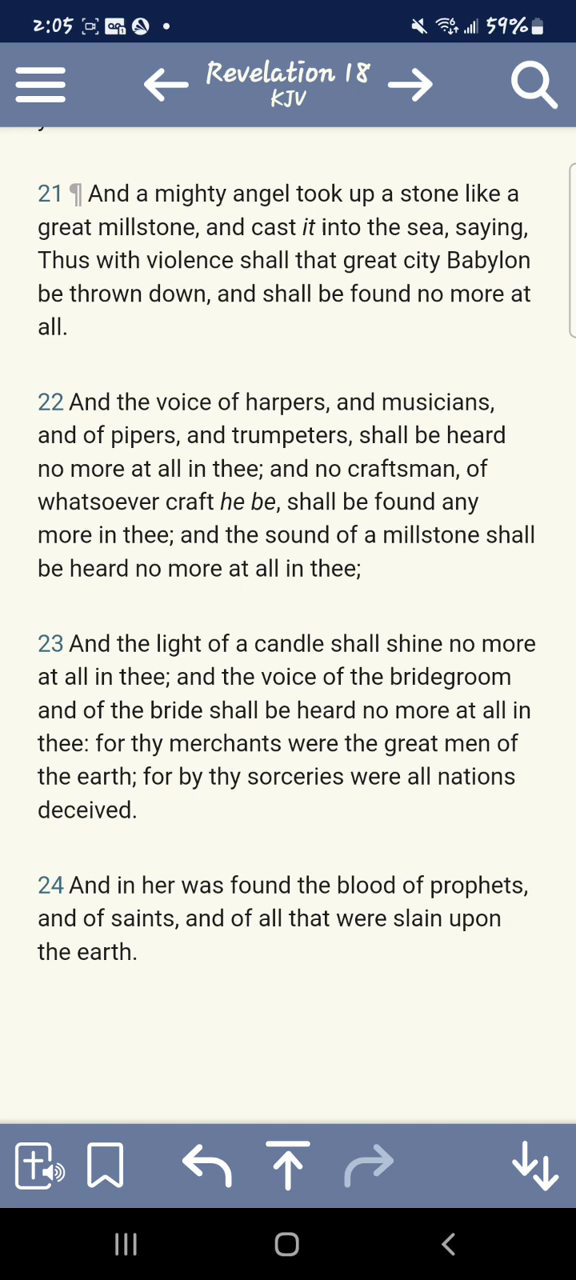 2:05
59%
Revelation 18
KJV
21 ¶ And a mighty angel took up a stone like a
great millstone, and cast it into the sea, saying,
Thus with violence shall that great city Babylon
be thrown down, and shall be found no more at
all.
22 And the voice of harpers, and musicians,
and of pipers, and trumpeters, shall be heard
no more at all in thee; and no craftsman, of
whatsoever craft he be, shall be found any
more in thee; and the sound of a millstone shall
be heard no more at all in thee;
23 And the light of a candle shall shine no more
at all in thee; and the voice of the bridegroom
and of the bride shall be heard no more at all in
thee: for thy merchants were the great men of
the earth; for by thy sorceries were all nations
deceived.
24 And in her was found the blood of prophets,
and of saints, and of all that were slain upon
the earth.